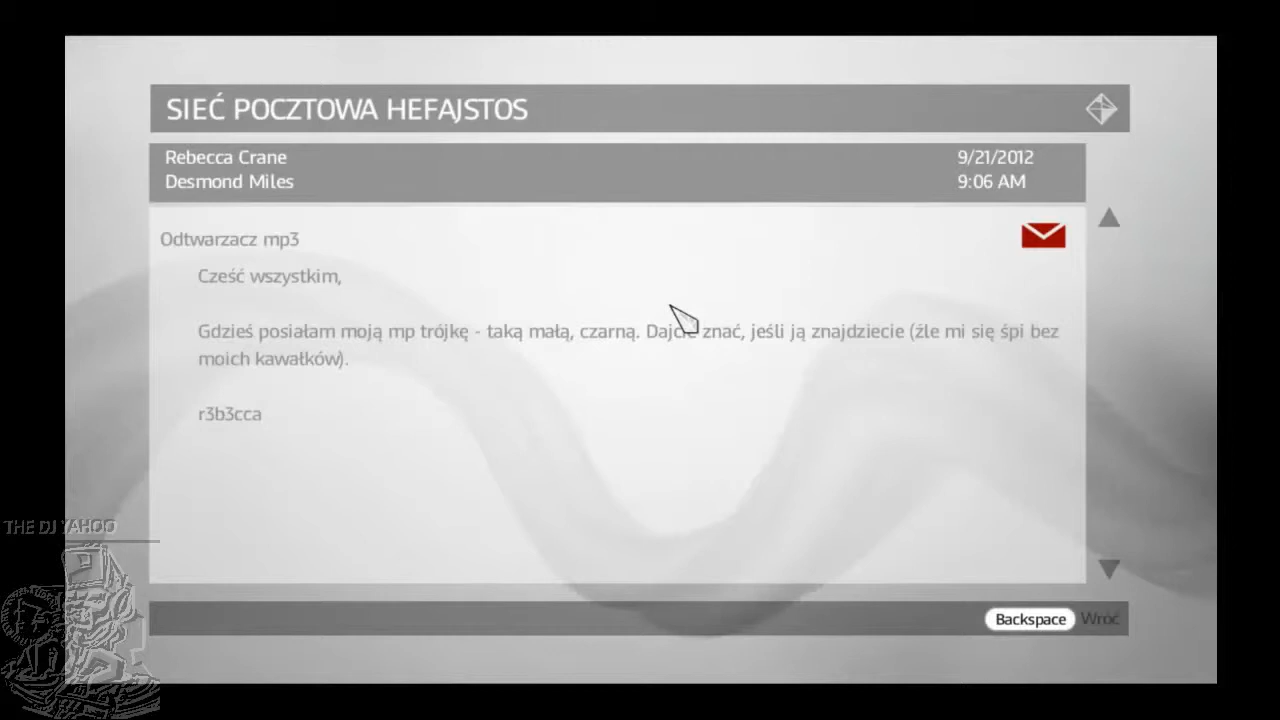 SIEĆ POCZTOWA HEFAJSTOS
Rebecca Crane
9/21/2012
Desmond Miles
9:06 AM
Odtwarzacz mp3
Cześć wszystkim,
Gdzieś posiałam moją mp trójkę - taką małą, czarną. Dajcie znać, jeśli ją znajdziecie (źle mi się śpi bez
moich kawałków).
r3b3cca
THE DJ YAHOO
Backspace Wróć